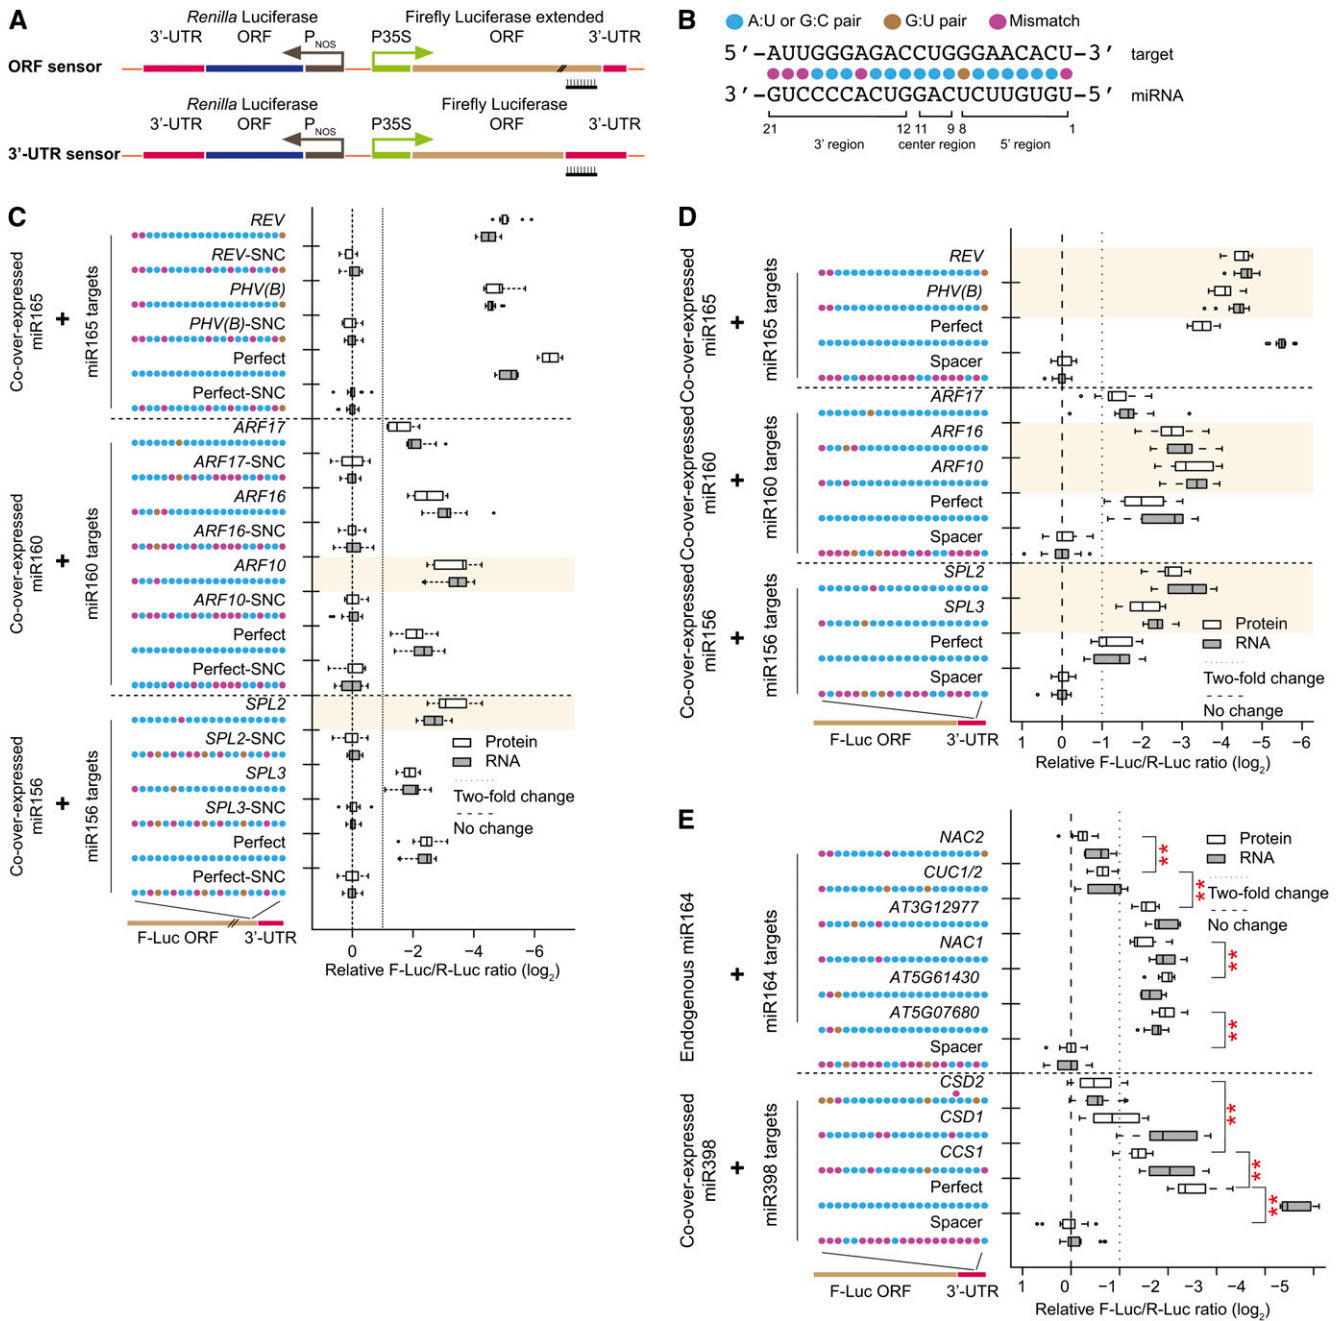 A
Renilla Luciferase
Firefly Luciferase extended
3'-UTR ORF PNOS P35S ORF 3'-UTR
ORF sensor
Renilla Luciferase
Firefly Luciferase
3'-UTR ORF PNOS P35S ORF 3'-UTR
3'-UTR sensor
B
A:U or G:C pair G:U pair Mismatch
5'-AUUGGGAGACCUGGGAACACU-3' target
3'-GUCCCCACUGGACUCUUGUGU-5' miRNA
21 12 11 9 8 1
3' region center region 5' region
C
Co-over-expressed miR165
+
miR165 targets
REV
REV-SNC
PHV(B)
PHV(B)-SNC
Perfect
Perfect-SNC
Co-over-expressed miR160
+
miR160 targets
ARF17
ARF17-SNC
ARF16
ARF16-SNC
ARF10
ARF10-SNC
Perfect
Perfect-SNC
Co-over-expressed miR156
+
miR156 targets
SPL2
SPL2-SNC
SPL3
SPL3-SNC
Perfect
Perfect-SNC
Protein
RNA
Two-fold change
No change
F-Luc ORF 3'-UTR
0 −2 −4 −6
Relative F-Luc/R-Luc ratio (log2)
D
Co-over-expressed miR165
+
miR165 targets
REV
PHV(B)
Perfect
Spacer
Co-over-expressed miR160
+
miR160 targets
ARF17
ARF16
ARF10
Perfect
Spacer
Co-over-expressed miR156
+
miR156 targets
SPL2
SPL3
Perfect
Spacer
Protein
RNA
Two-fold change
No change
F-Luc ORF 3'-UTR
1 0 −1 −2 −3 −4 −5 −6
Relative F-Luc/R-Luc ratio (log2)
E
Endogenous miR164
+
miR164 targets
NAC2
CUC1/2
AT3G12977
NAC1
AT5G61430
AT5G07680
Spacer
Co-over-expressed miR398
+
miR398 targets
CSD2
CSD1
CCS1
Perfect
Spacer
Protein
RNA
Two-fold change
No change
**
**
**
**
**
**
**
F-Luc ORF 3'-UTR
1 0 −1 −2 −3 −4 −5
Relative F-Luc/R-Luc ratio (log2)